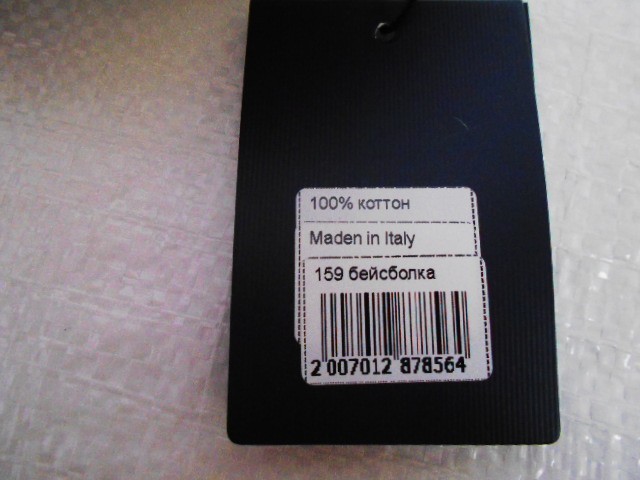 100% коттон
Maden in Italy
159 бейсболка
2 007012 878564